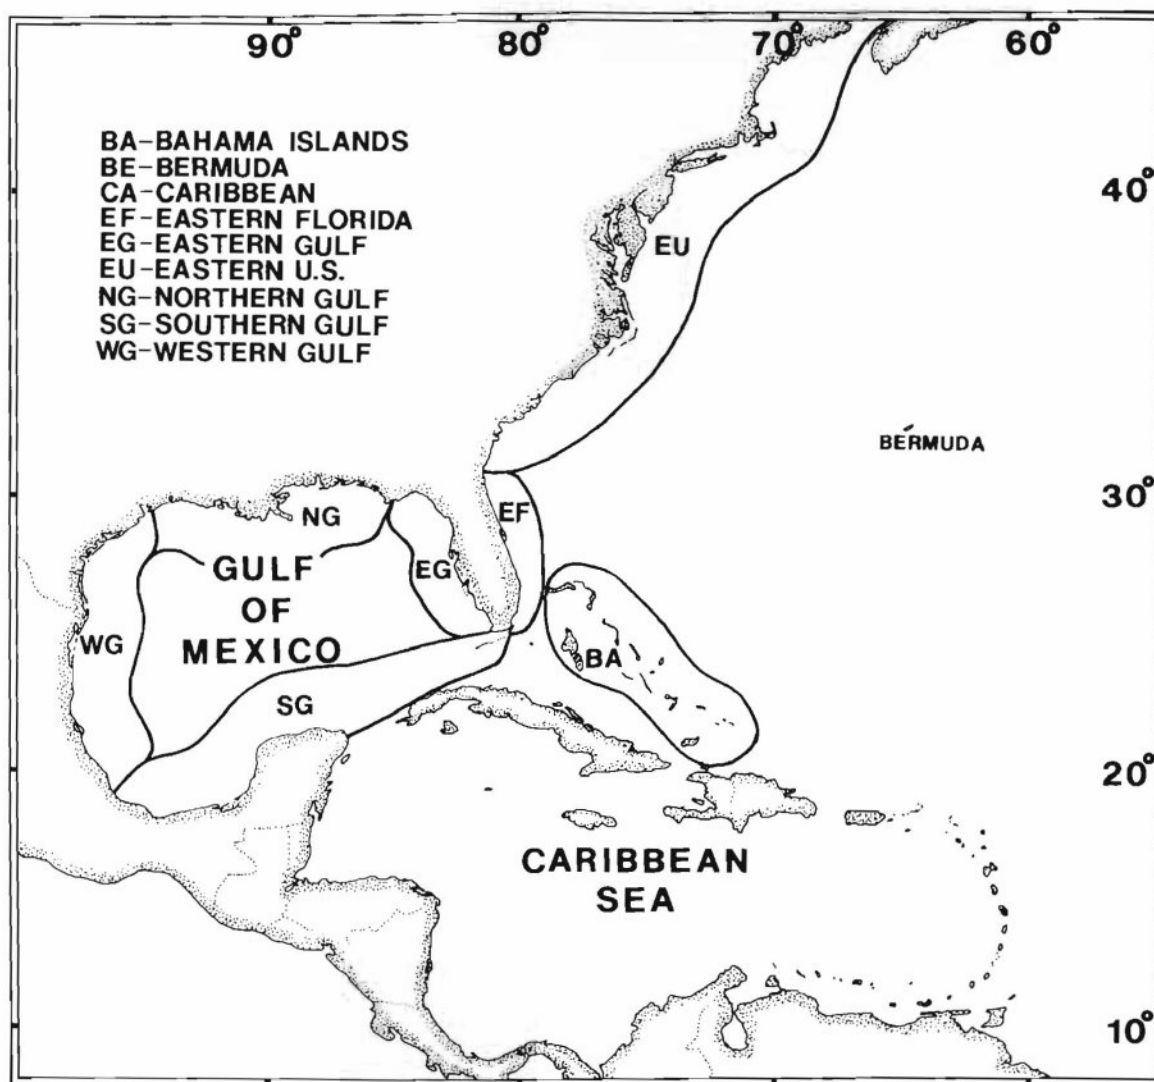 90° 80° 70° 60°
BA-BAHAMA ISLANDS
BE-BERMUDA
CA-CARIBBEAN
EF-EASTERN FLORIDA
EG-EASTERN GULF
EU-EASTERN U.S.
NG-NORTHERN GULF
SG-SOUTHERN GULF
WG-WESTERN GULF
40°
EU
BERMUDA
30°
NG
EF
GULF
OF
MEXICO
EG
WG
BA
SG
20°
CARIBBEAN
SEA
10°